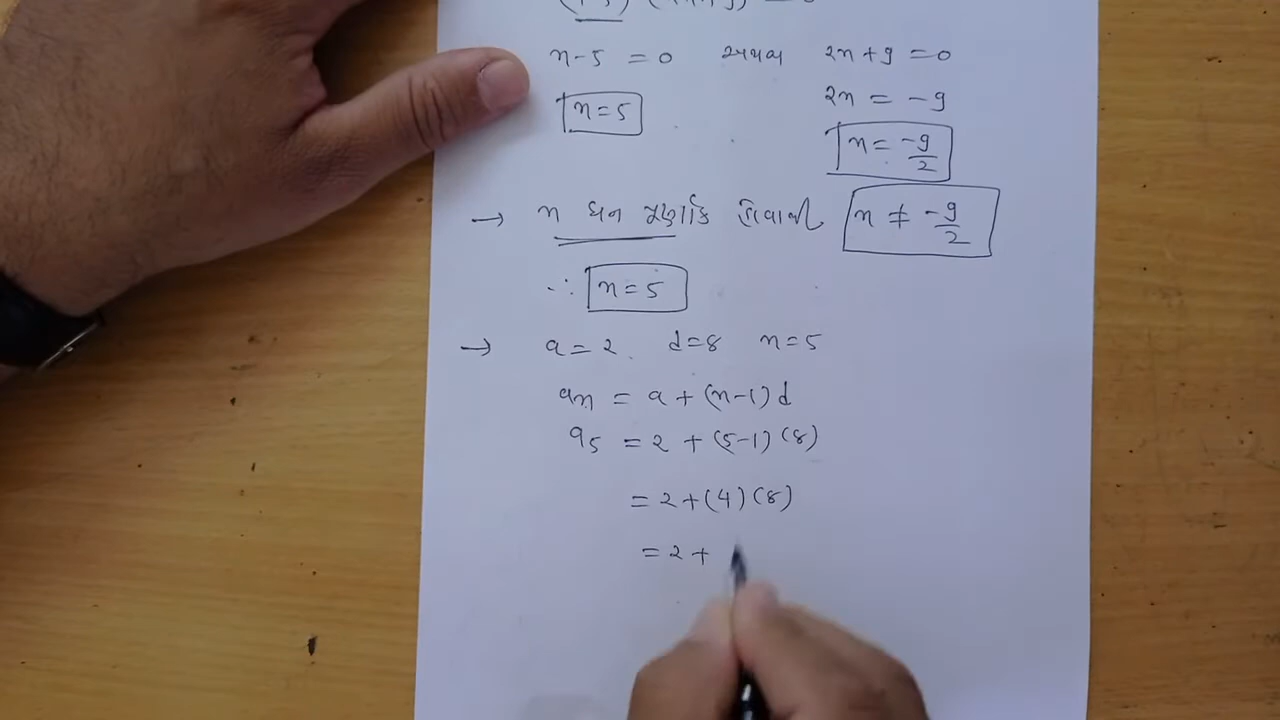 n-5 = 0 અથવા 2n+9 = 0
n = 5 2n = -9
n = -9/2
→ n ધન પૂર્ણાંક હોવાથી n ≠ -9/2
∴ n = 5
→ a = 2 d = 8 n = 5
an = a + (n-1) d
a5 = 2 + (5-1) (8)
= 2 + (4) (8)
= 2 +